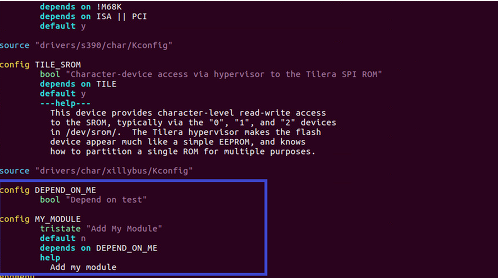 depends on !M68K
depends on ISA || PCI
default y
source "drivers/s390/char/Kconfig"
config TILE_SROM
bool "Character-device access via hypervisor to the Tilera SPI ROM"
depends on TILE
default y
---help---
This device provides character-level read-write access
to the SROM, typically via the "0", "1", and "2" devices
in /dev/srom/. The Tilera hypervisor makes the flash
device appear much like a simple EEPROM, and knows
how to partition a single ROM for multiple purposes.
source "drivers/char/xillybus/Kconfig"
config DEPEND_ON_ME
bool "Depend on test"
config MY_MODULE
tristate "Add My Module"
default n
depends on DEPEND_ON_ME
help
Add my module